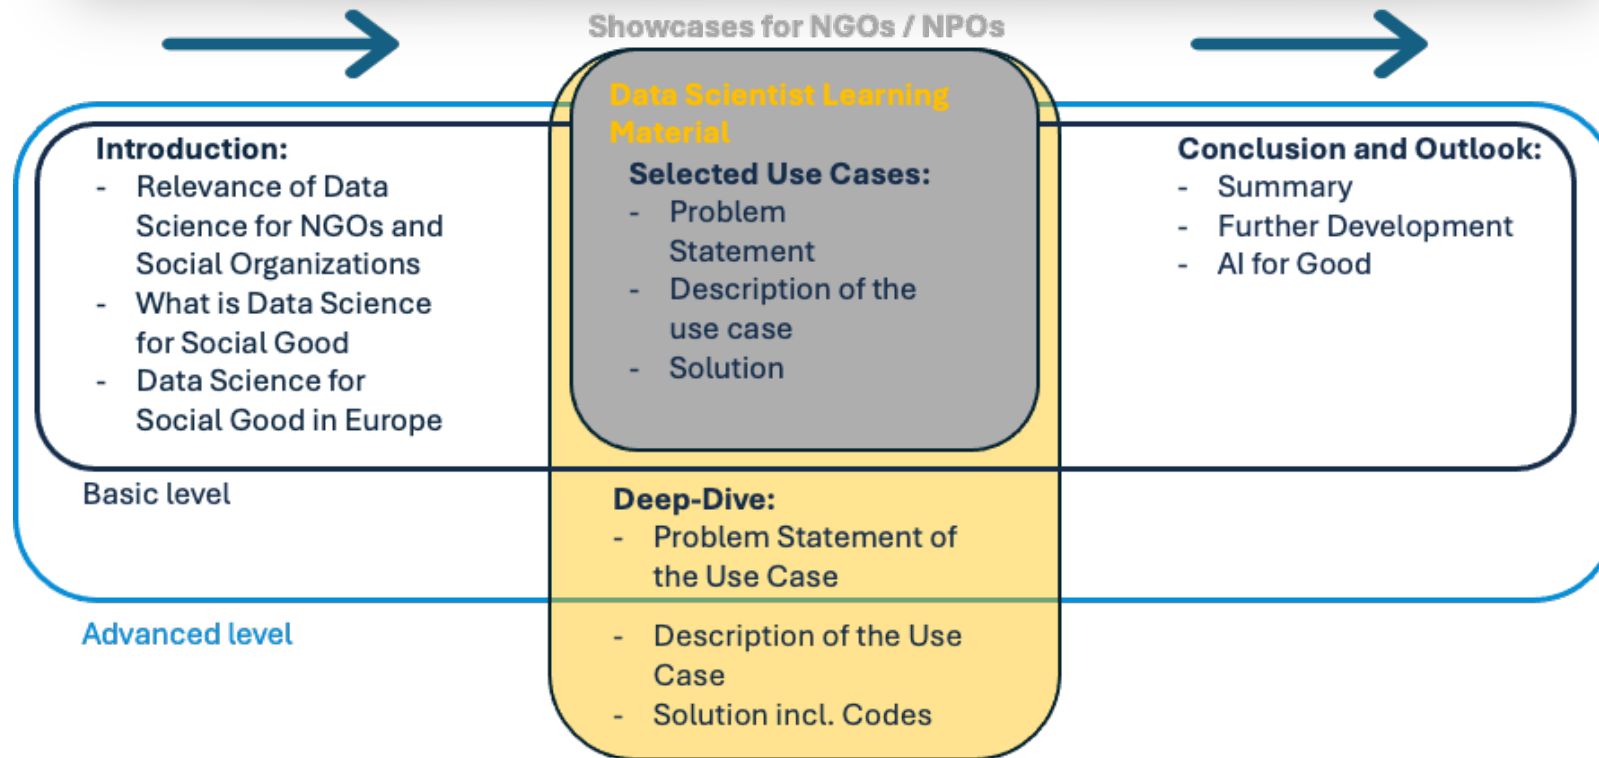 Showcases for NGOs / NPOs
Data Scientist Learning
Material
Introduction:
- Relevance of Data
Science for NGOs and
Social Organizations
- What is Data Science
for Social Good
- Data Science for
Social Good in Europe
Selected Use Cases:
- Problem
Statement
- Description of the
use case
- Solution
Conclusion and Outlook:
- Summary
- Further Development
- AI for Good
Basic level
Deep-Dive:
- Problem Statement of
the Use Case
- Description of the Use
Case
- Solution incl. Codes
Advanced level